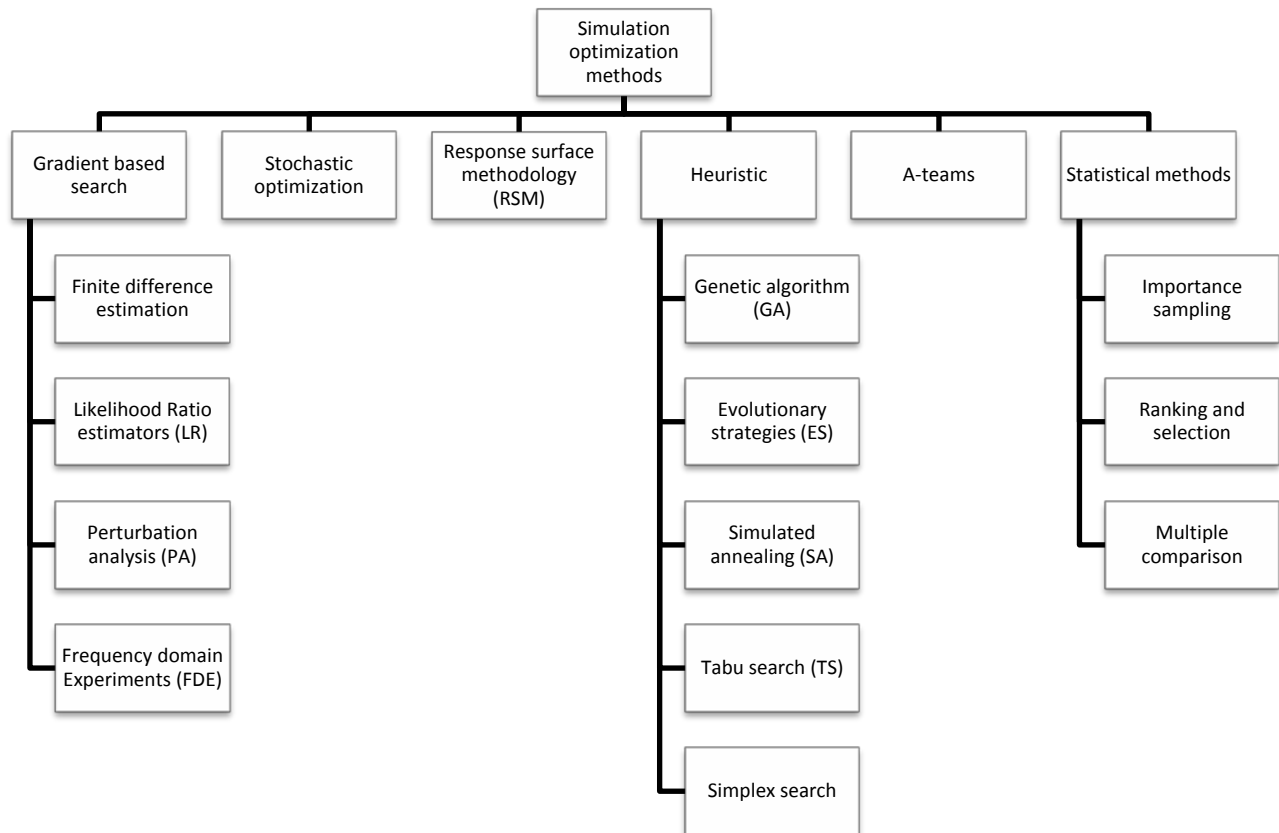 Simulation
optimization
methods
Gradient based
search
Stochastic
optimization
Response surface
methodology
(RSM)
Heuristic
A-teams
Statistical methods
Finite difference
estimation
Likelihood Ratio
estimators (LR)
Perturbation
analysis (PA)
Frequency domain
Experiments (FDE)
Genetic algorithm
(GA)
Evolutionary
strategies (ES)
Simulated
annealing (SA)
Tabu search (TS)
Simplex search
Importance
sampling
Ranking and
selection
Multiple
comparison